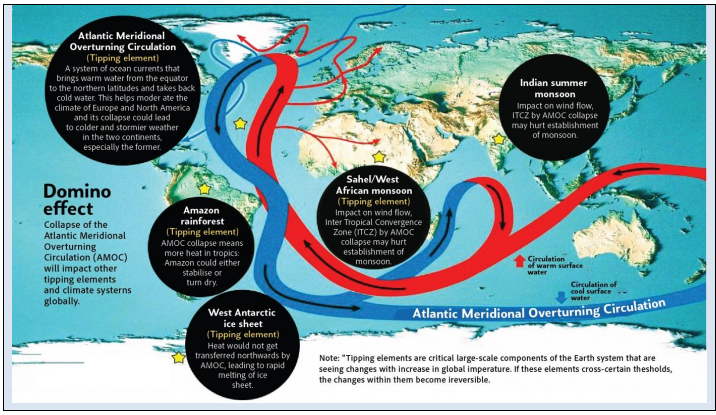 Atlantic Meridional
Overturning Circulation
(Tipping element)
A system of ocean currents that
brings warm water from the equator
to the northern latitudes and takes back
cold water. This helps moder ate the
climate of Europe and North America
and its collapse could lead
to colder and stormier weather
in the two continents,
especially the former.
Indian summer
monsoon
Impact on wind flow,
ITCZ by AMOC collapse
may hurt establishment
of monsoon.
Domino
effect
Collapse of the
Atlantic Meridional
Overturning
Circulation (AMOC)
will impact other
tipping elements
and climate systerns
globally.
Amazon
rainforest
(Tipping element)
AMOC collapse means
more heat in tropics:
Amazon could either
stabilise or
turn dry.
Sahel/West
African monsoon
(Tipping element)
Impact on wind flow,
Inter Tropical Convergence
Zone (ITCZ) by AMOC
collapse may hurt
establishment of
monsoon.
Circulation
of warm surface
water
Circulation of
cool surface
water
Atlantic Meridional Overturning Circulation
West Antarctic
ice sheet
(Tipping element)
Heat would not get
transferred northwards by
AMOC, leading to rapid
melting of ice
sheet.
Note: "Tipping elements are critical large-scale components of the Earth system that are
seeing changes with increase in global imperature. If these elements cross-certain thesholds,
the changes within them become ireversible.